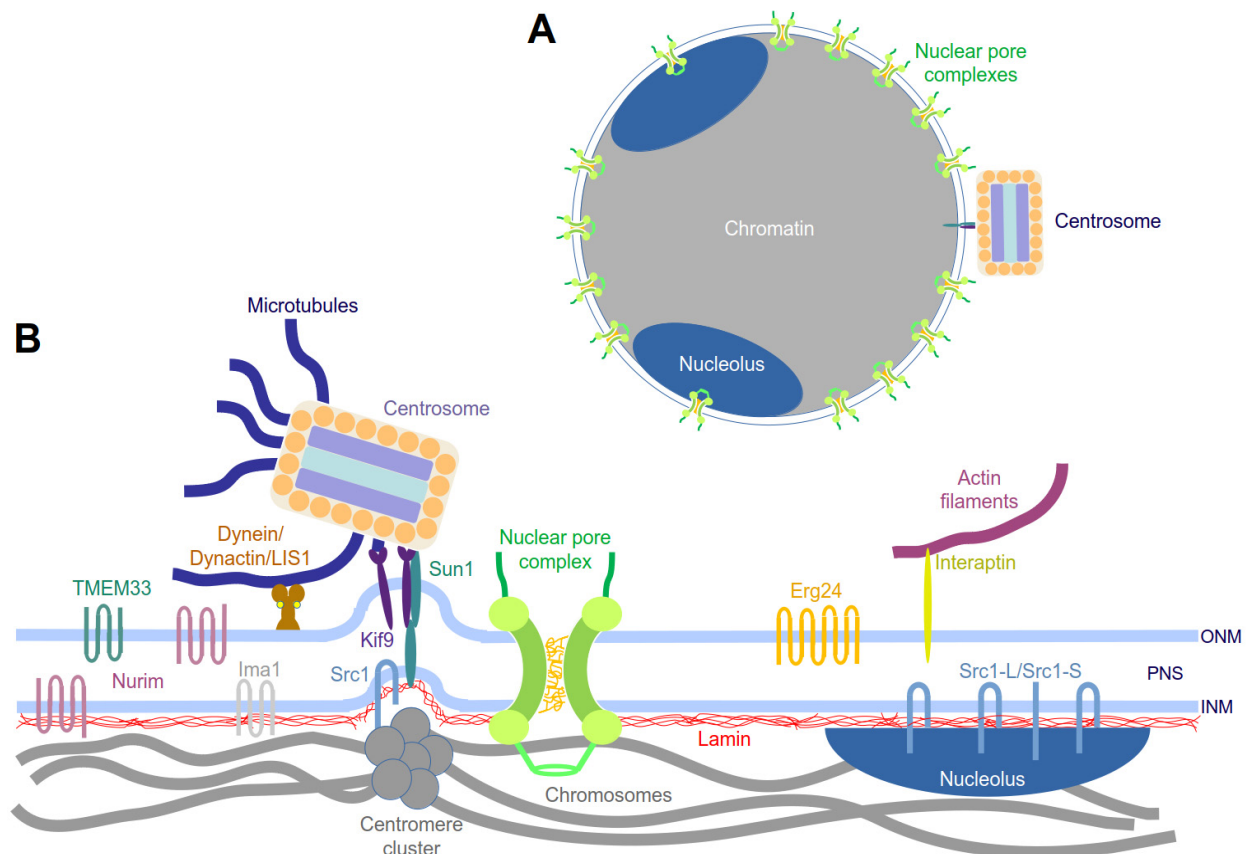 A
Nuclear pore
complexes
Chromatin
Centrosome
Nucleolus
B
Microtubules
Centrosome
Dynein/
Dynactin/LIS1
Nuclear pore
complex
Actin
filaments
TMEM33
Sun1
Interaptin
Erg24
Kif9
ONM
Nurim
Ima1
Src1
Src1-L/Src1-S
PNS
INM
Lamin
Nucleolus
Chromosomes
Centromere
cluster